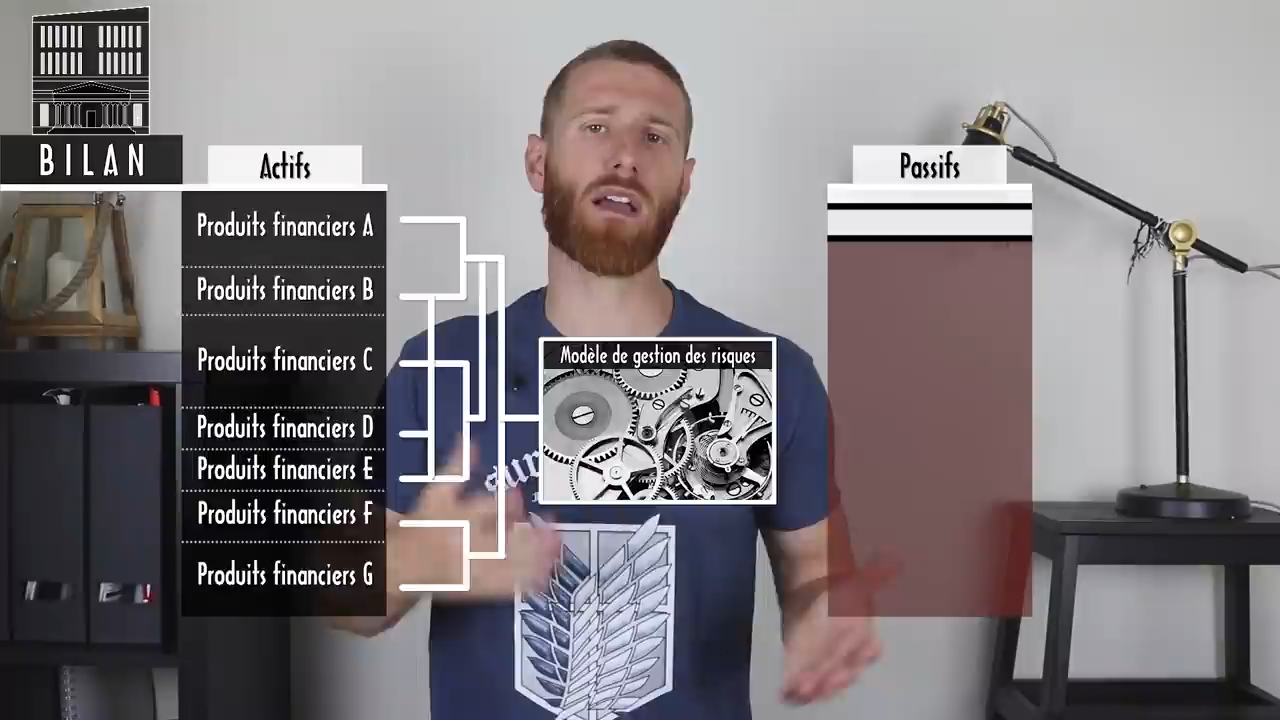 BILAN
Actifs
Passifs
Produits financiers A
Produits financiers B
Produits financiers C
Produits financiers D
Produits financiers E
Produits financiers F
Produits financiers G
Modèle de gestion des risques